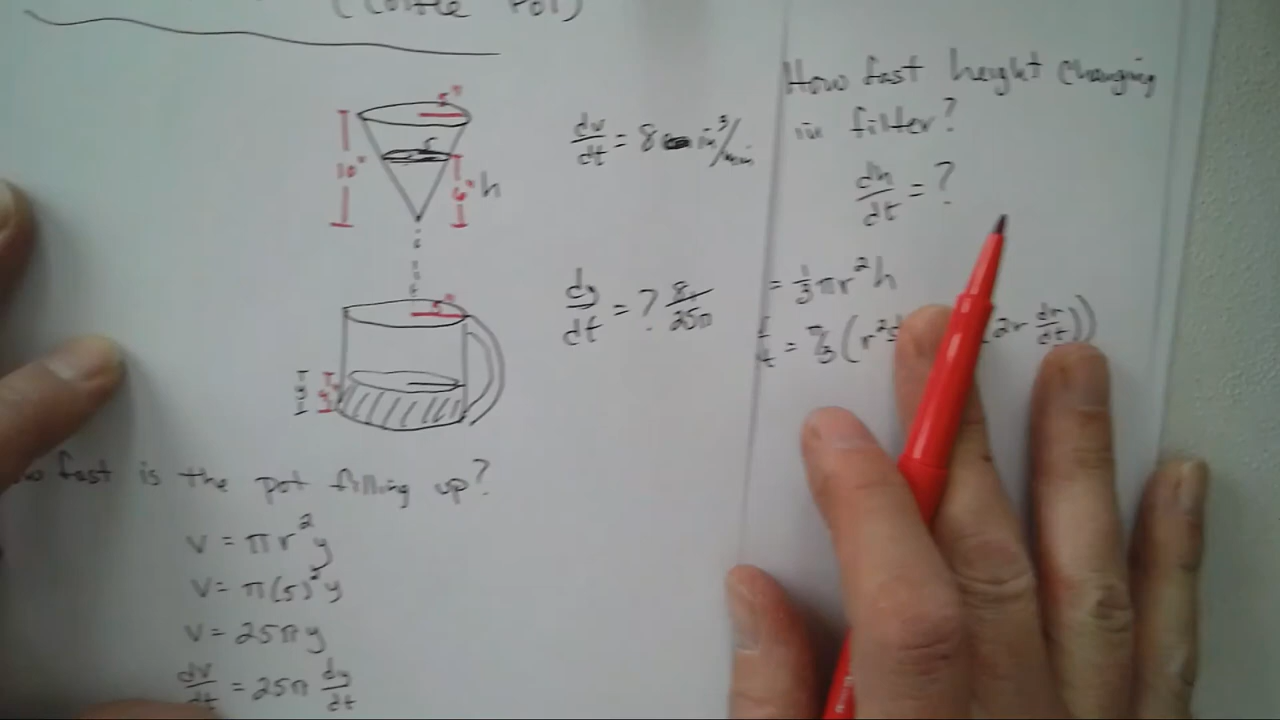 (Coffee Pot)
5"
10"
r
6" h
dv/dt = 8 in³/min
5"
dy/dt = ? 8/25π
y
fast is the pot filling up?
V = πr²y
V = π(5)²y
V = 25πy
dV/dt = 25π dy/dt
How fast height changing
in filter?
dh/dt = ?
= 1/3 πr²h
= π/3 (r² (2r dr/dt))